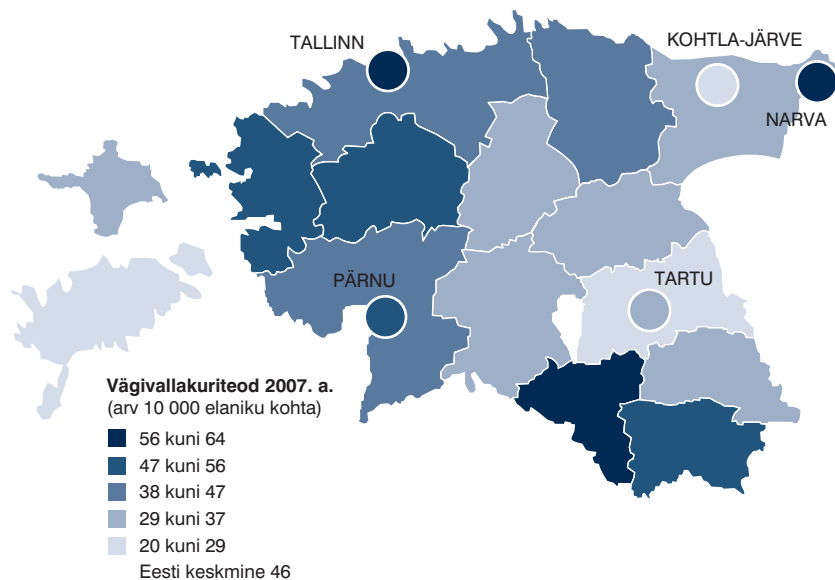 TALLINN
KOHTLA-JÄRVE
NARVA
PÄRNU
TARTU
Vägivallakuriteod 2007. a.
(arv 10 000 elaniku kohta)
56 kuni 64
47 kuni 56
38 kuni 47
29 kuni 37
20 kuni 29
Eesti keskmine 46